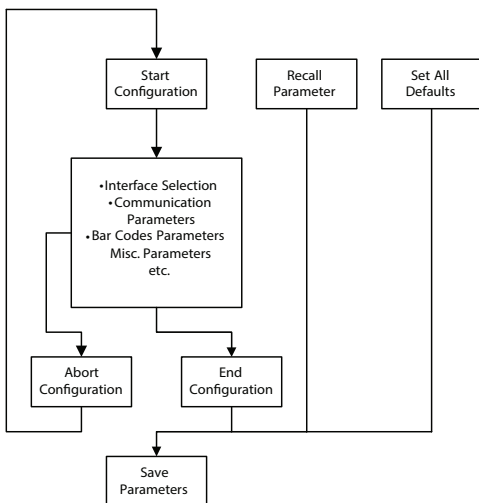 Start
Configuration
Recall
Parameter
Set All
Defaults
•Interface Selection
•Communication
Parameters
•Bar Codes Parameters
Misc. Parameters
etc.
Abort
Configuration
End
Configuration
Save
Parameters